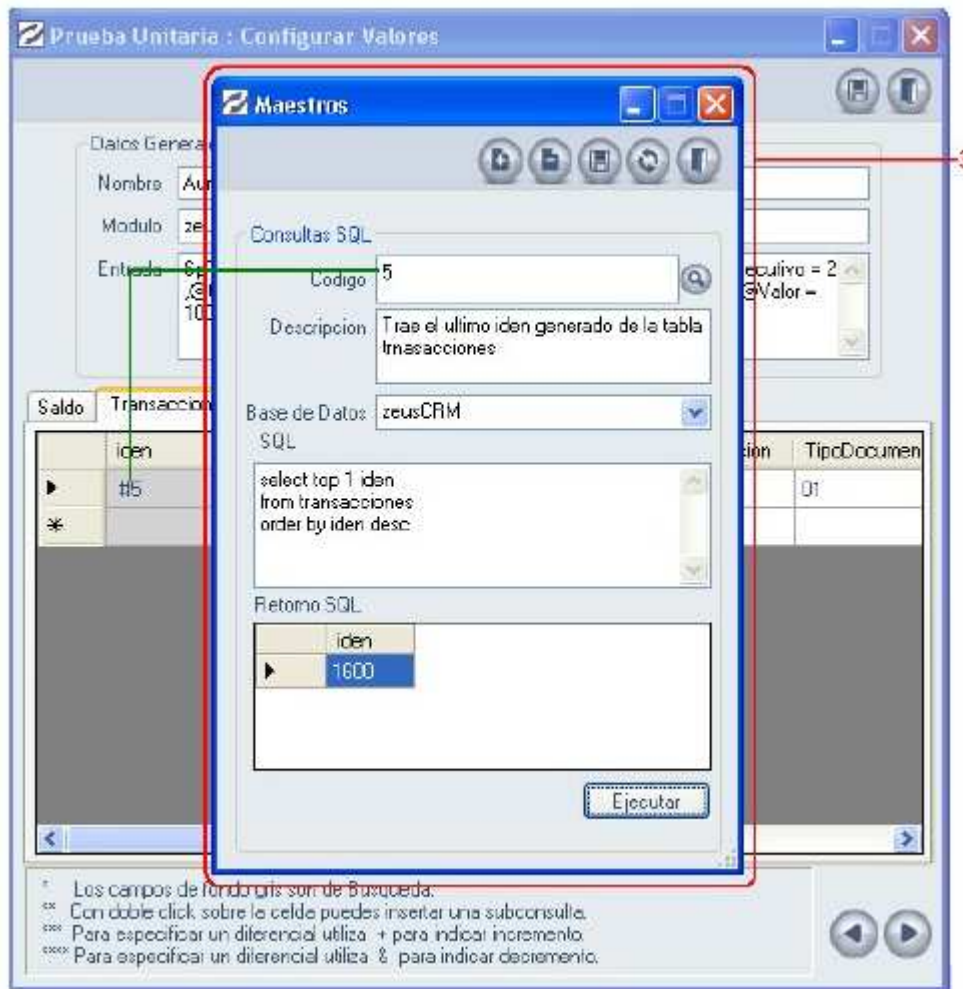 Prueba Unitaria : Configurar Valores
Maestros
3
Datos Genera
Nombre
Modulo
Entrada
ecutivo = 2
@Valor =
100
Consultas SQL
Codigo 5
Descripcion Trae el ultimo iden generado de la tabla
trnasacciones
Base de Datos zeusCRM
SQL
select top 1 iden
from transacciones
order by iden desc
Retorno SQL
iden
1600
Ejecutar
Saldo Transaccion
iden TipoDocumen
#5 01
* Los campos de fondo gris son de Busqueda.
** Con doble click sobre la celda puedes insertar una subconsulta.
*** Para especificar un diferencial utiliza + para indicar incremento.
**** Para especificar un diferencial utiliza & para indicar decremento.